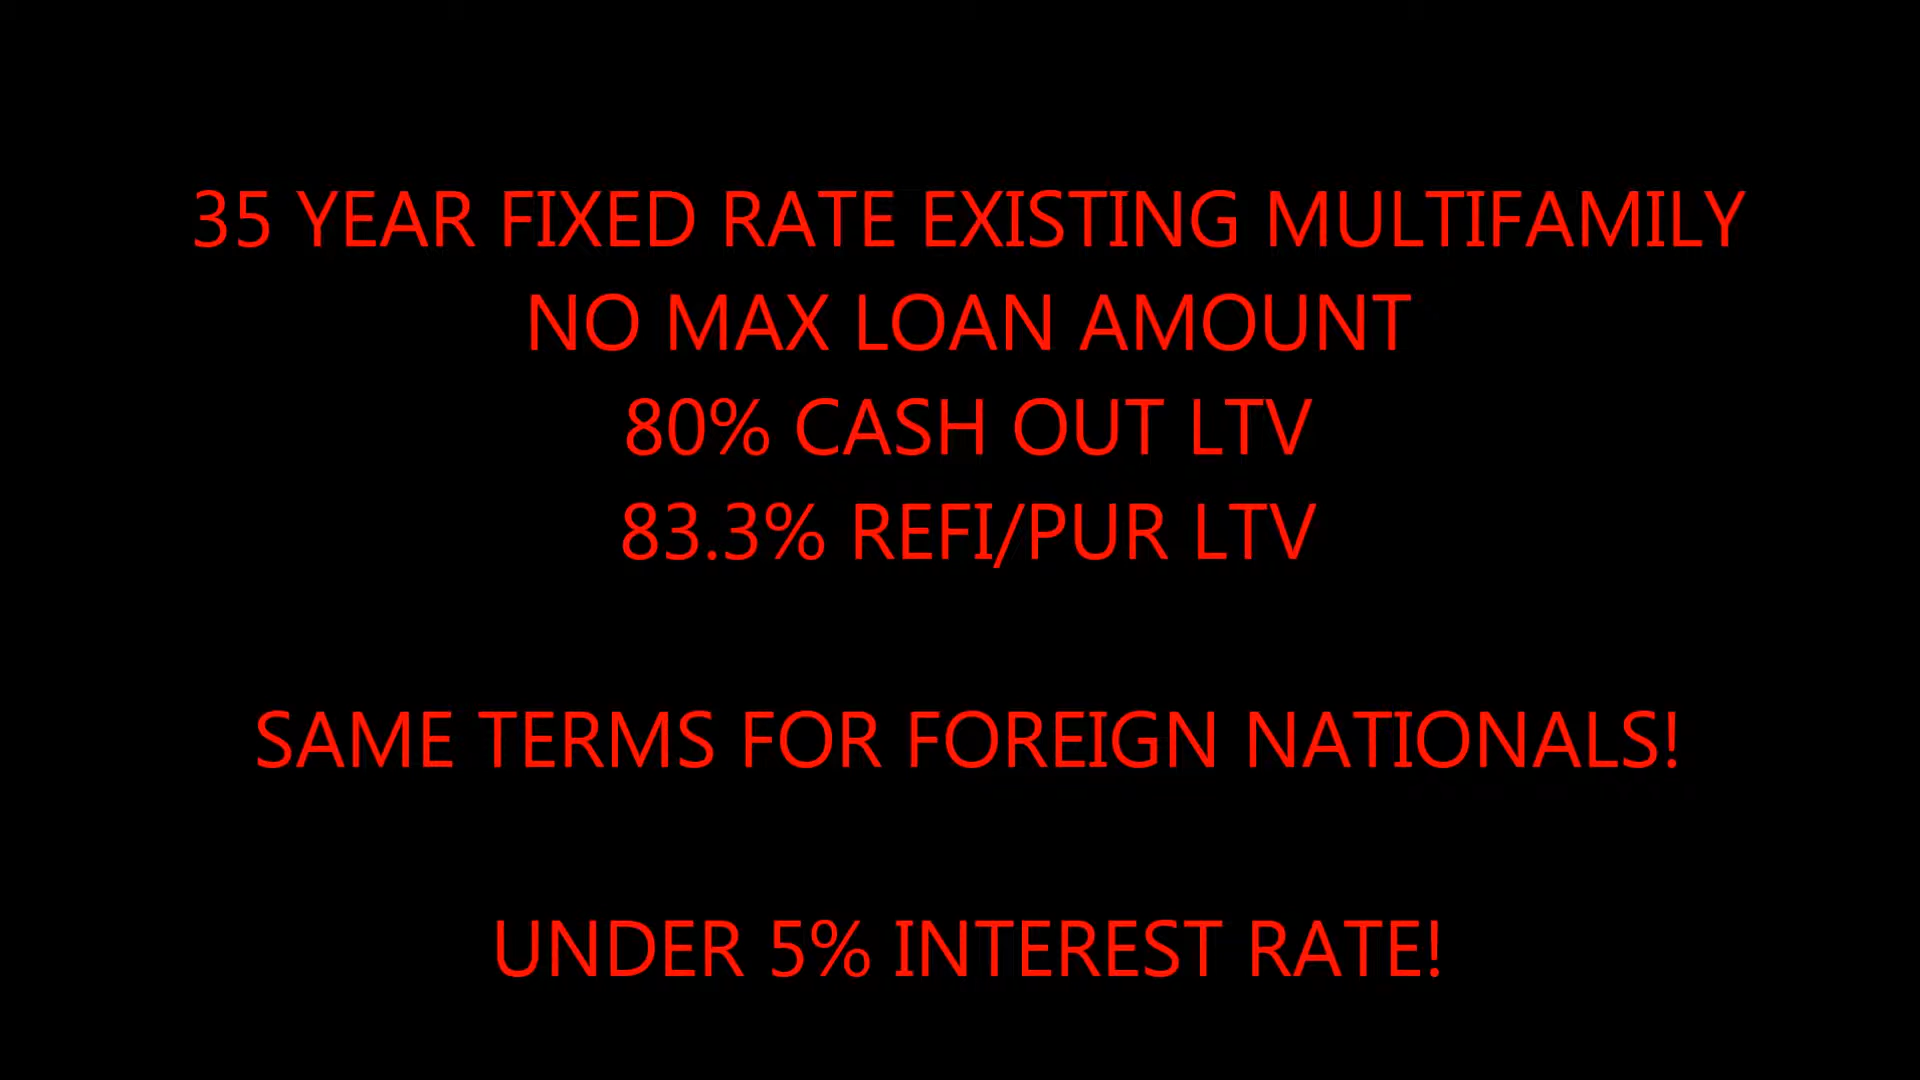 35 YEAR FIXED RATE EXISTING MULTIFAMILY
NO MAX LOAN AMOUNT
80% CASH OUT LTV
83.3% REFI/PUR LTV
SAME TERMS FOR FOREIGN NATIONALS!
UNDER 5% INTEREST RATE!